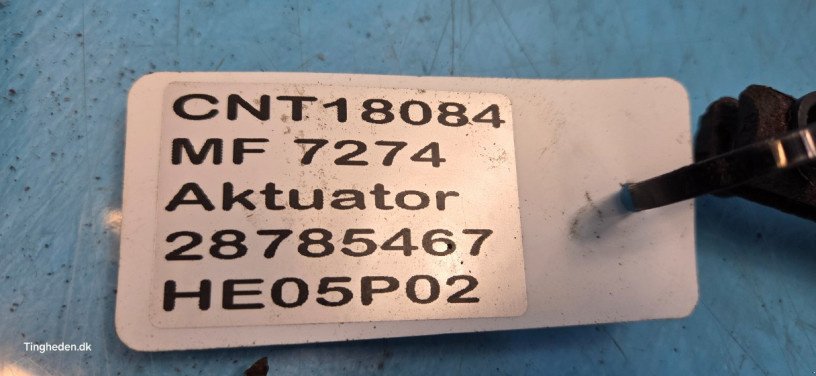 CNT18084
MF 7274
Aktuator
28785467
HE05P02
Tingheden.dk